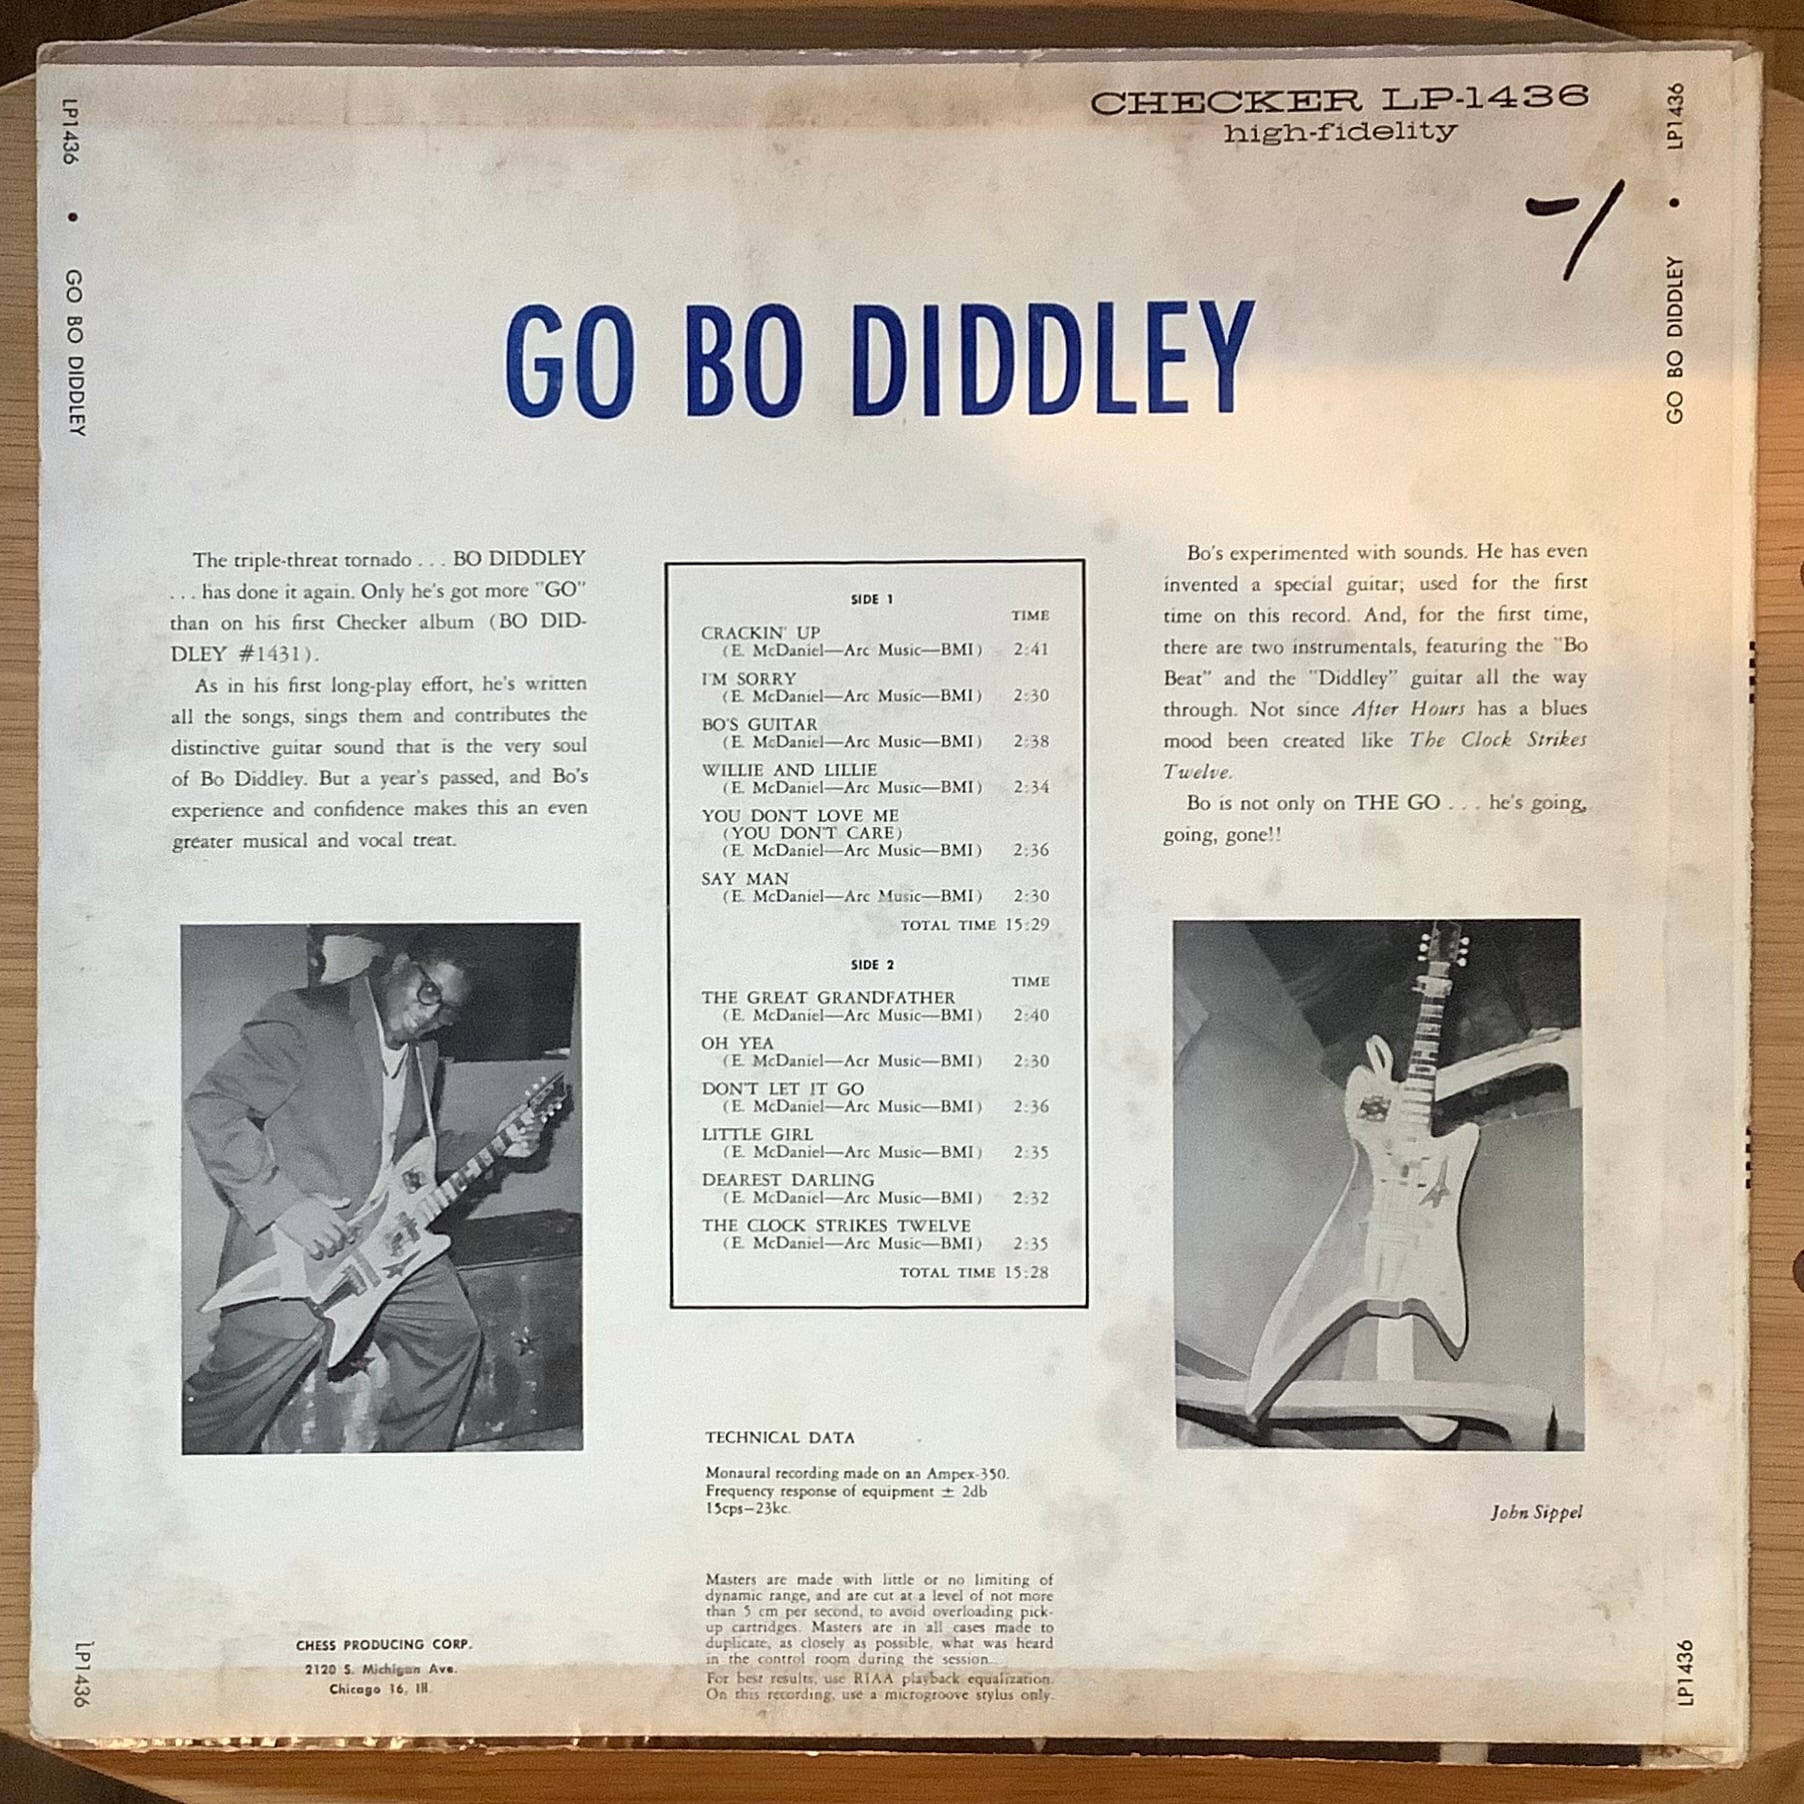 CHECKER LP-1436
high-fidelity
LP1436 • GO BO DIDDLEY
LP1436 • GO BO DIDDLEY
GO BO DIDDLEY
The triple-threat tornado . . . BO DIDDLEY
. . . has done it again. Only he's got more "GO"
than on his first Checker album (BO DID-
DLEY #1431).
As in his first long-play effort, he's written
all the songs, sings them and contributes the
distinctive guitar sound that is the very soul
of Bo Diddley. But a year's passed, and Bo's
experience and confidence makes this an even
greater musical and vocal treat.
SIDE 1
TIME
CRACKIN' UP
(E. McDaniel—Arc Music—BMI) 2:41
I'M SORRY
(E. McDaniel—Arc Music—BMI) 2:30
BO'S GUITAR
(E. McDaniel—Arc Music—BMI) 2:38
WILLIE AND LILLIE
(E. McDaniel—Arc Music—BMI) 2:34
YOU DON'T LOVE ME
(YOU DON'T CARE)
(E. McDaniel—Arc Music—BMI) 2:36
SAY MAN
(E. McDaniel—Arc Music—BMI) 2:30
TOTAL TIME 15:29
SIDE 2
TIME
THE GREAT GRANDFATHER
(E. McDaniel—Arc Music—BMI) 2:40
OH YEA
(E. McDaniel—Acr Music—BMI) 2:30
DON'T LET IT GO
(E. McDaniel—Arc Music—BMI) 2:36
LITTLE GIRL
(E. McDaniel—Arc Music—BMI) 2:35
DEAREST DARLING
(E. McDaniel—Arc Music—BMI) 2:32
THE CLOCK STRIKES TWELVE
(E. McDaniel—Arc Music—BMI) 2:35
TOTAL TIME 15:28
Bo's experimented with sounds. He has even
invented a special guitar; used for the first
time on this record. And, for the first time,
there are two instrumentals, featuring the "Bo
Beat" and the "Diddley" guitar all the way
through. Not since After Hours has a blues
mood been created like The Clock Strikes
Twelve.
Bo is not only on THE GO . . . he's going,
going, gone!!
John Sippel
TECHNICAL DATA
Monaural recording made on an Ampex-350.
Frequency response of equipment ± 2db
15cps—23kc.
Masters are made with little or no limiting of
dynamic range, and are cut at a level of not more
than 5 cm per second, to avoid overloading pick-
up cartridges. Masters are in all cases made to
duplicate, as closely as possible, what was heard
in the control room during the session.
For best results, use RIAA playback equalization.
On this recording, use a microgroove stylus only.
CHESS PRODUCING CORP.
2120 S. Michigan Ave.
Chicago 16, Ill.
LP1436
LP1436